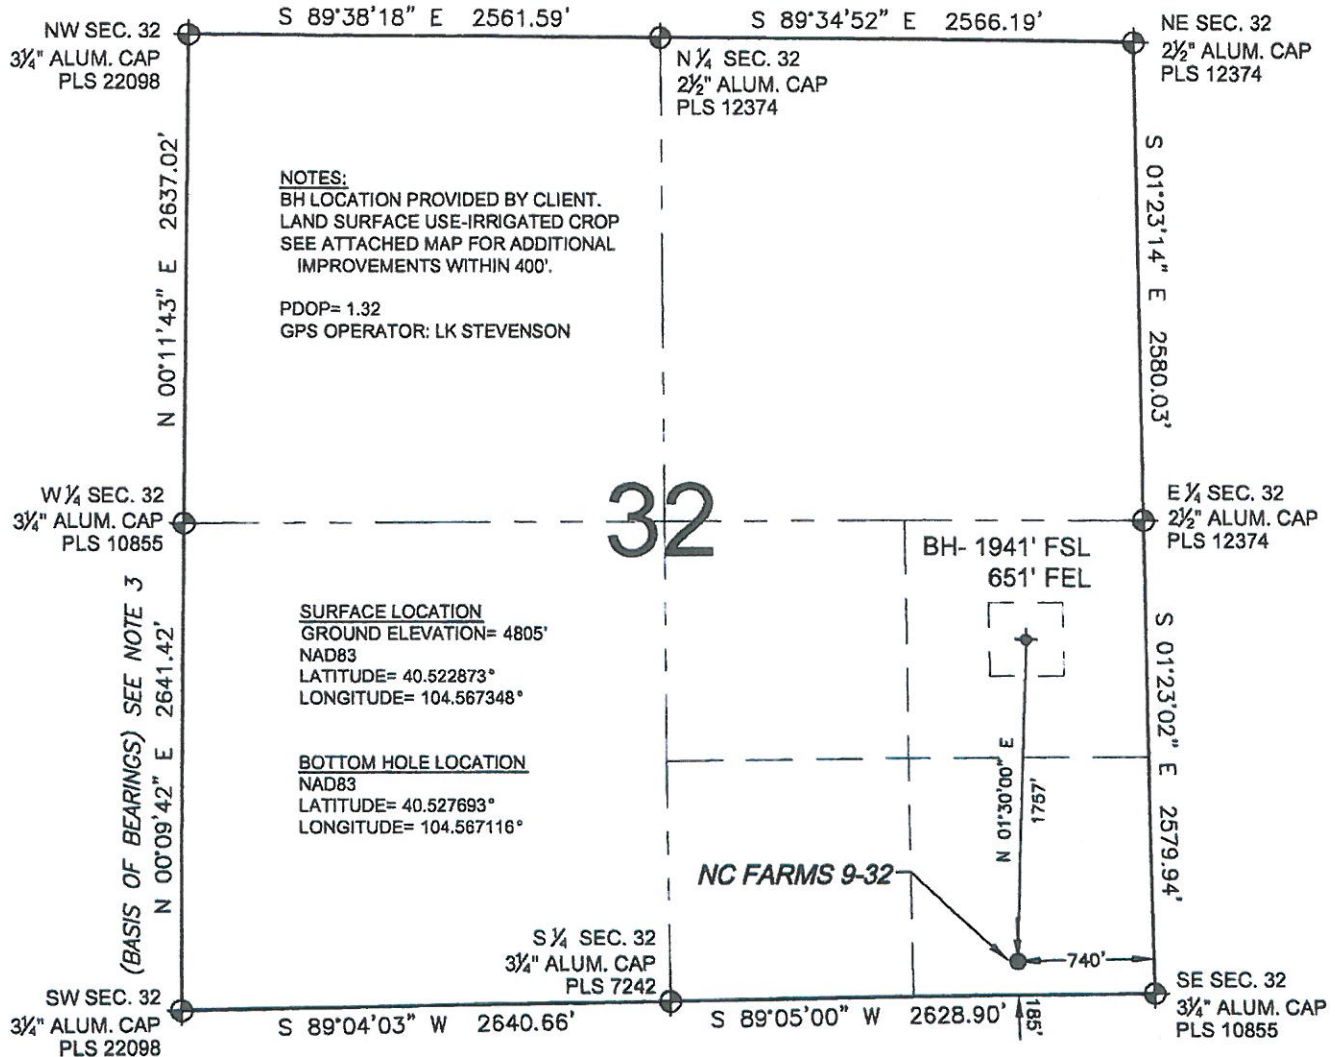 S 89°38'18" E 2561.59'
S 89°34'52" E 2566.19'
NW SEC. 32
3¼" ALUM. CAP
PLS 22098
N ¼ SEC. 32
2½" ALUM. CAP
PLS 12374
NE SEC. 32
2½" ALUM. CAP
PLS 12374
N 00°11'43" E 2637.02'
S 01°23'14" E 2580.03'
NOTES:
BH LOCATION PROVIDED BY CLIENT.
LAND SURFACE USE-IRRIGATED CROP
SEE ATTACHED MAP FOR ADDITIONAL
IMPROVEMENTS WITHIN 400'.
PDOP= 1.32
GPS OPERATOR: LK STEVENSON
W ¼ SEC. 32
3¼" ALUM. CAP
PLS 10855
32
E ¼ SEC. 32
2½" ALUM. CAP
PLS 12374
BH- 1941' FSL
651' FEL
(BASIS OF BEARINGS) SEE NOTE 3
N 00°09'42" E 2641.42'
S 01°23'02" E 2579.94'
SURFACE LOCATION
GROUND ELEVATION= 4805'
NAD83
LATITUDE= 40.522873°
LONGITUDE= 104.567348°
BOTTOM HOLE LOCATION
NAD83
LATITUDE= 40.527693°
LONGITUDE= 104.567116°
N 01°30'00" E
1757'
NC FARMS 9-32
740'
S ¼ SEC. 32
3¼" ALUM. CAP
PLS 7242
SW SEC. 32
3¼" ALUM. CAP
PLS 22098
S 89°04'03" W 2640.66'
S 89°05'00" W 2628.90'
185'
SE SEC. 32
3¼" ALUM. CAP
PLS 10855